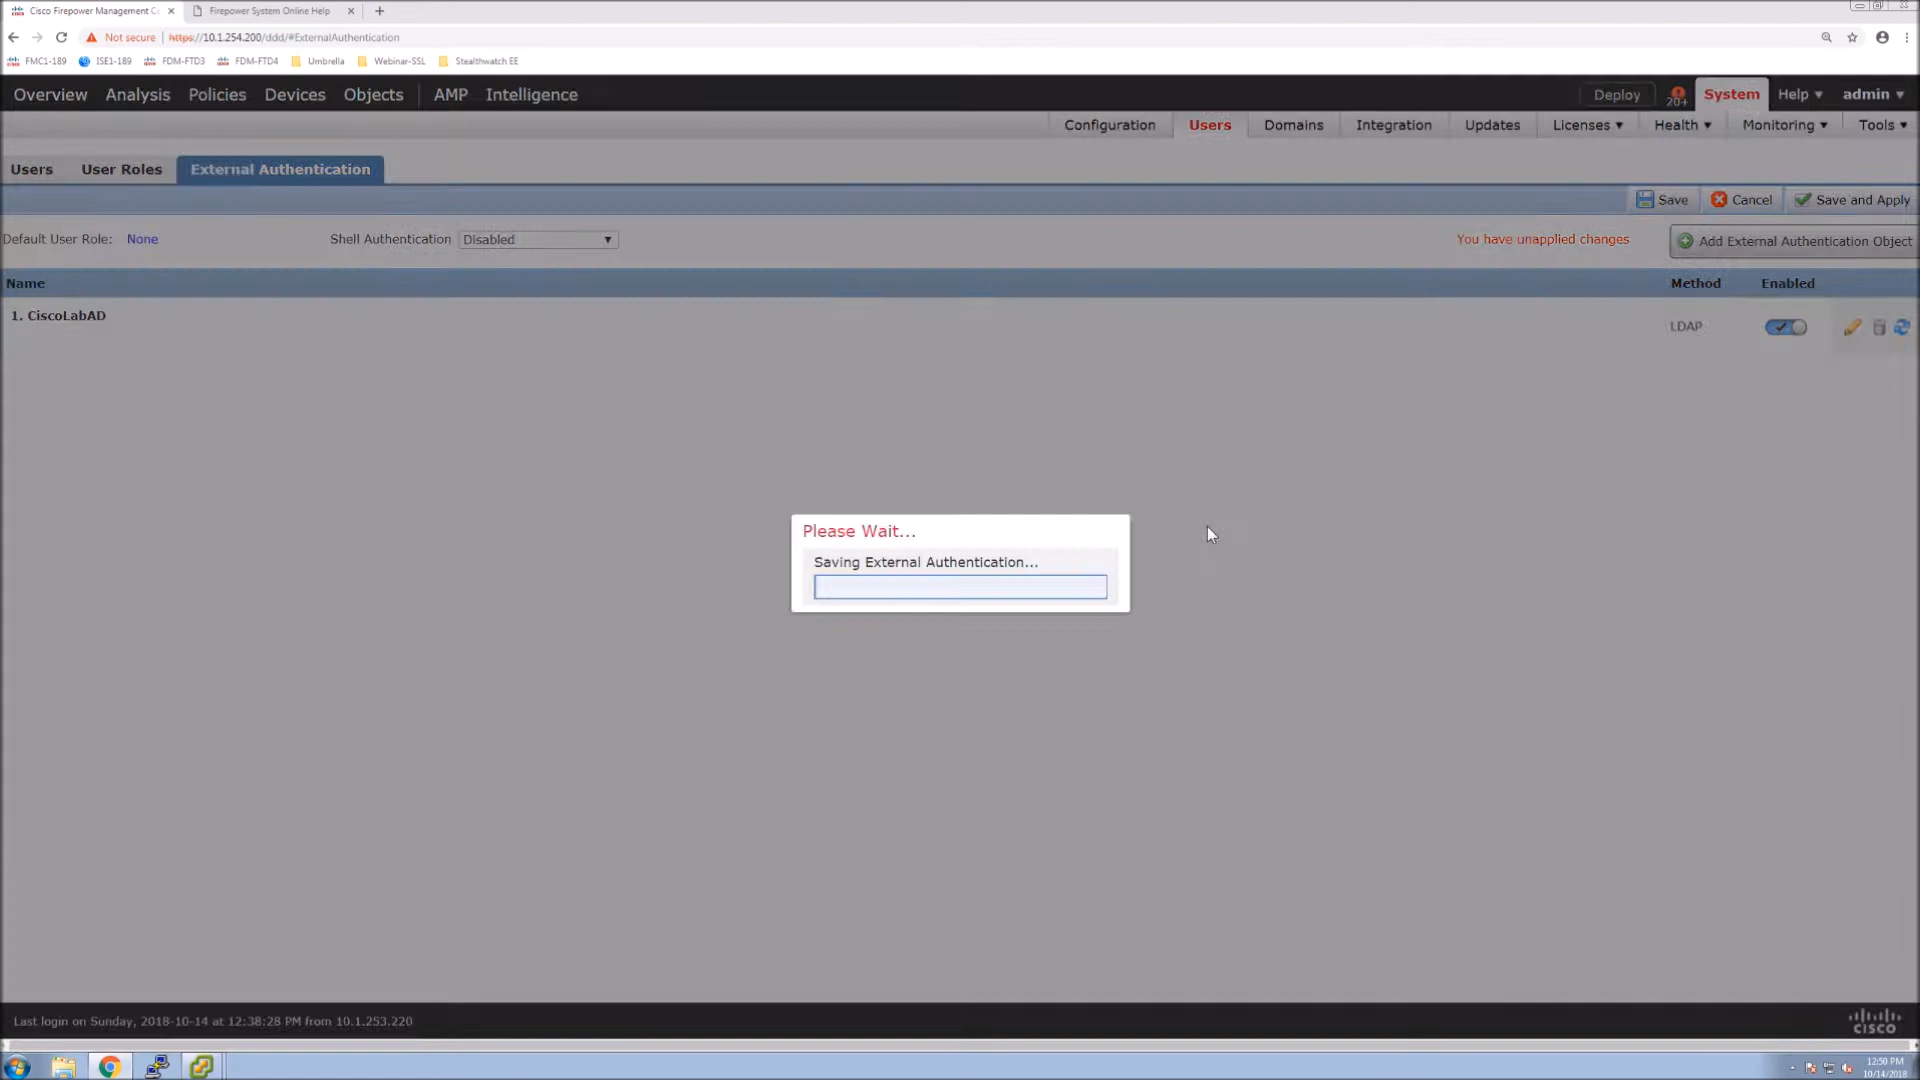 Cisco Firepower Management C
Firepower System Online Help
Not secure | https://10.1.254.200/ddd/#ExternalAuthentication
FMC1-189 ISE1-189 FDM-FTD3 FDM-FTD4 Umbrella Webinar-SSL Stealthwatch EE
Overview Analysis Policies Devices Objects AMP Intelligence Deploy 20+ System Help admin
Configuration Users Domains Integration Updates Licenses Health Monitoring Tools
Users User Roles External Authentication
Save Cancel Save and Apply
Default User Role: None Shell Authentication Disabled You have unapplied changes Add External Authentication Object
Name Method Enabled
1. CiscoLabAD
LDAP
Please Wait...
Saving External Authentication...
Last login on Sunday, 2018-10-14 at 12:38:28 PM from 10.1.253.220
CISCO
12:50 PM
10/14/2018